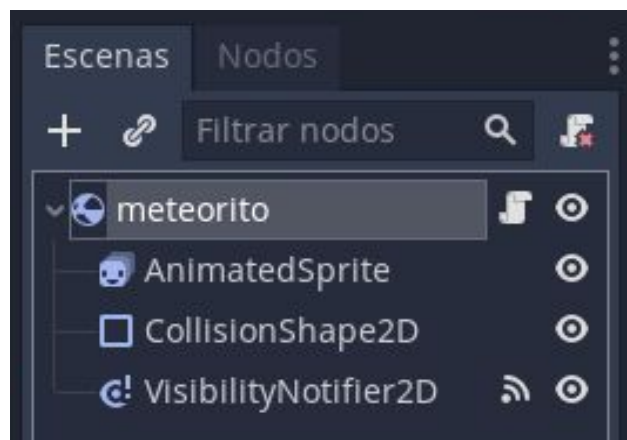 Escenas Nodos
Filtrar nodos
meteorito
AnimatedSprite
CollisionShape2D
VisibilityNotifier2D